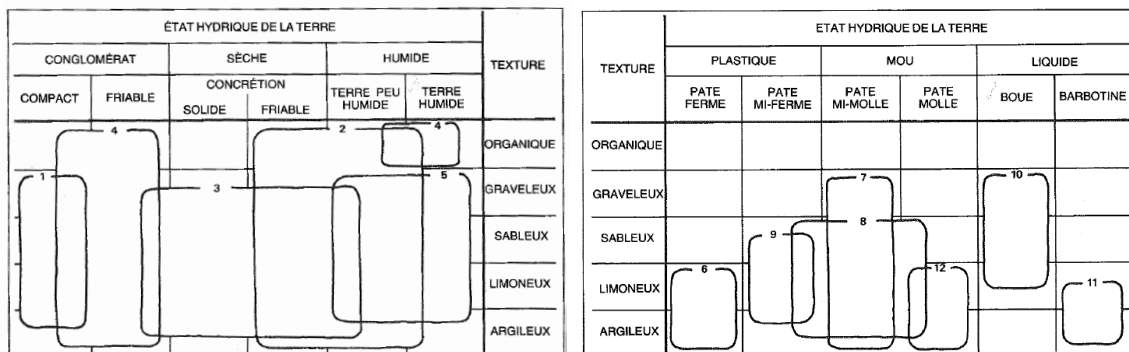 ÉTAT HYDRIQUE DE LA TERRE
CONGLOMÉRAT SÈCHE HUMIDE TEXTURE
COMPACT FRIABLE CONCRÉTION SOLIDE FRIABLE TERRE PEU HUMIDE TERRE HUMIDE
4 2 4 ORGANIQUE
1 3 5 GRAVELEUX
SABLEUX
LIMONEUX
ARGILEUX
ETAT HYDRIQUE DE LA TERRE
TEXTURE PLASTIQUE MOU LIQUIDE
PATE FERME PATE MI-FERME PATE MI-MOLLE PATE MOLLE BOUE BARBOTINE
ORGANIQUE
GRAVELEUX 7 10
SABLEUX 9 8
LIMONEUX 6 12 11
ARGILEUX